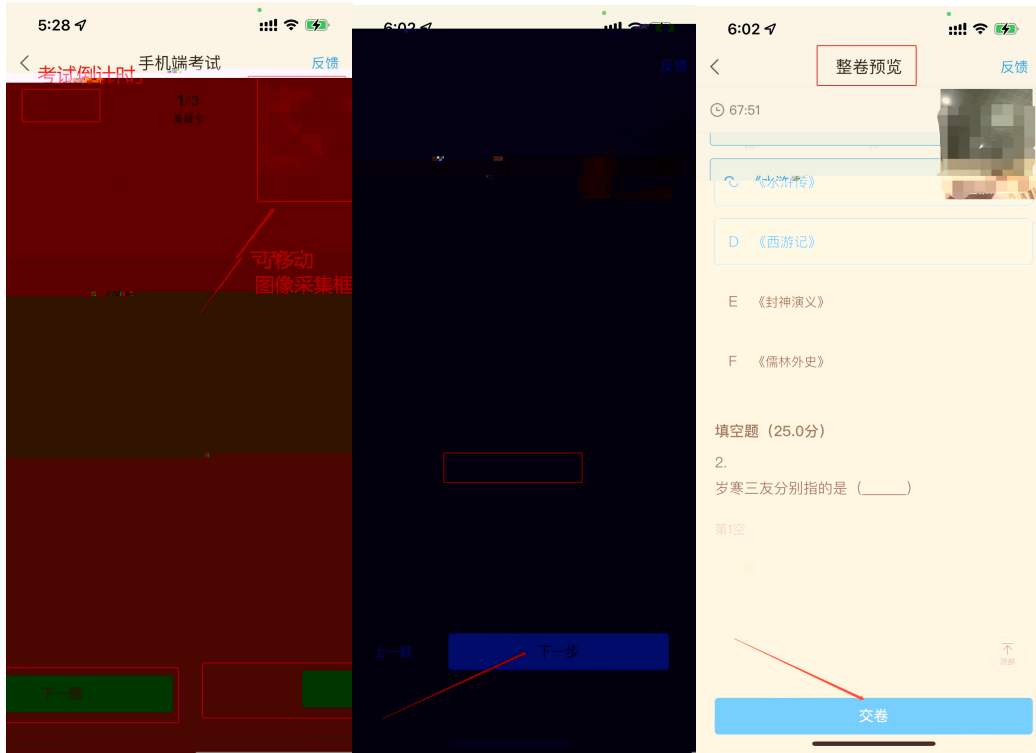 5:28
手机端考试
反馈
考试倒计时
1/3
答题卡
可移动
图像采集框
下一题
6:02
反馈
上一题
下一步
6:02
整卷预览
反馈
67:51
C 《水浒传》
D 《西游记》
E 《封神演义》
F 《儒林外史》
填空题（25.0分）
2.
岁寒三友分别指的是（______）
第1空
顶部
交卷